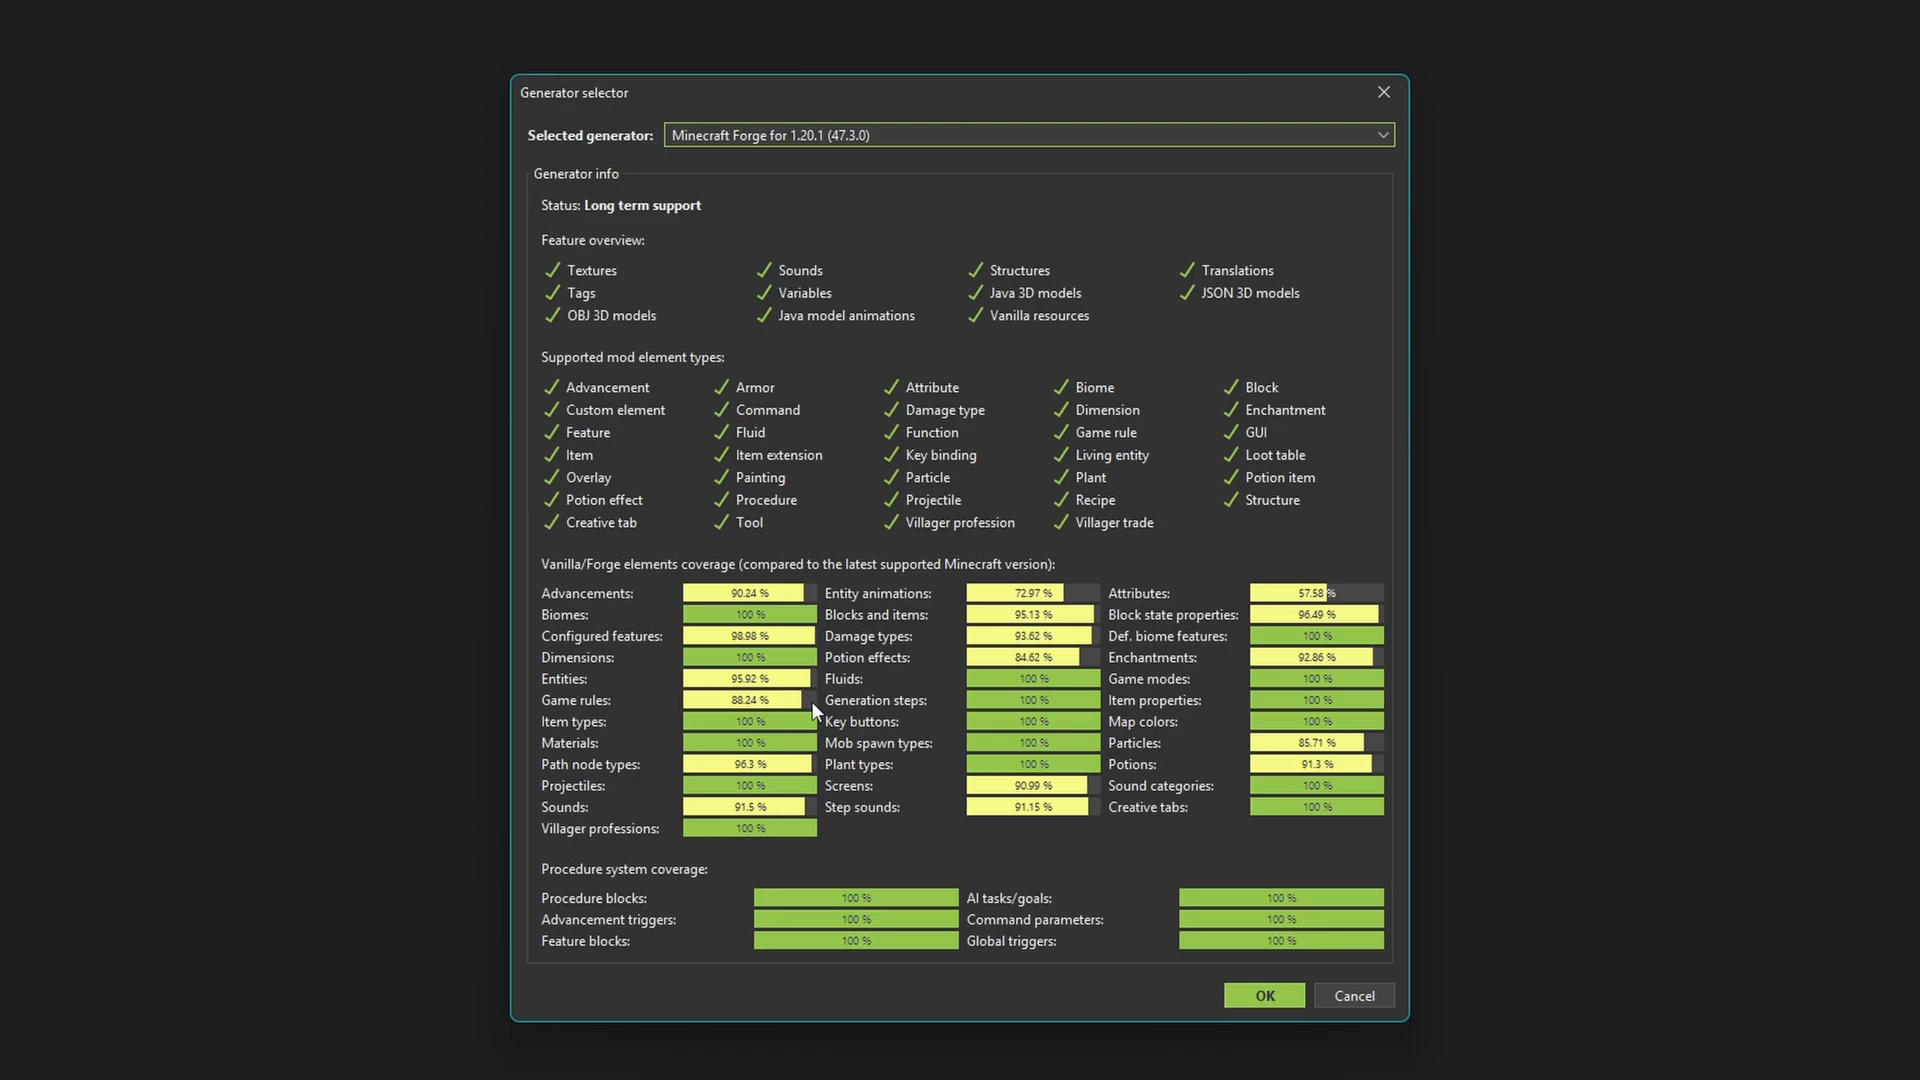 Generator selector
Selected generator: Minecraft Forge for 1.20.1 (47.3.0)
Generator info
Status: Long term support
Feature overview:
Textures Sounds Structures Translations
Tags Variables Java 3D models JSON 3D models
OBJ 3D models Java model animations Vanilla resources
Supported mod element types:
Advancement Armor Attribute Biome Block
Custom element Command Damage type Dimension Enchantment
Feature Fluid Function Game rule GUI
Item Item extension Key binding Living entity Loot table
Overlay Painting Particle Plant Potion item
Potion effect Procedure Projectile Recipe Structure
Creative tab Tool Villager profession Villager trade
Vanilla/Forge elements coverage (compared to the latest supported Minecraft version):
Advancements: 90.24 % Entity animations: 72.97 % Attributes: 57.58 %
Biomes: 100 % Blocks and items: 95.13 % Block state properties: 96.49 %
Configured features: 98.98 % Damage types: 93.62 % Def. biome features: 100 %
Dimensions: 100 % Potion effects: 84.62 % Enchantments: 92.86 %
Entities: 95.92 % Fluids: 100 % Game modes: 100 %
Game rules: 88.24 % Generation steps: 100 % Item properties: 100 %
Item types: 100 % Key buttons: 100 % Map colors: 100 %
Materials: 100 % Mob spawn types: 100 % Particles: 85.71 %
Path node types: 96.3 % Plant types: 100 % Potions: 91.3 %
Projectiles: 100 % Screens: 90.99 % Sound categories: 100 %
Sounds: 91.5 % Step sounds: 91.15 % Creative tabs: 100 %
Villager professions: 100 %
Procedure system coverage:
Procedure blocks: 100 % AI tasks/goals: 100 %
Advancement triggers: 100 % Command parameters: 100 %
Feature blocks: 100 % Global triggers: 100 %
OK Cancel